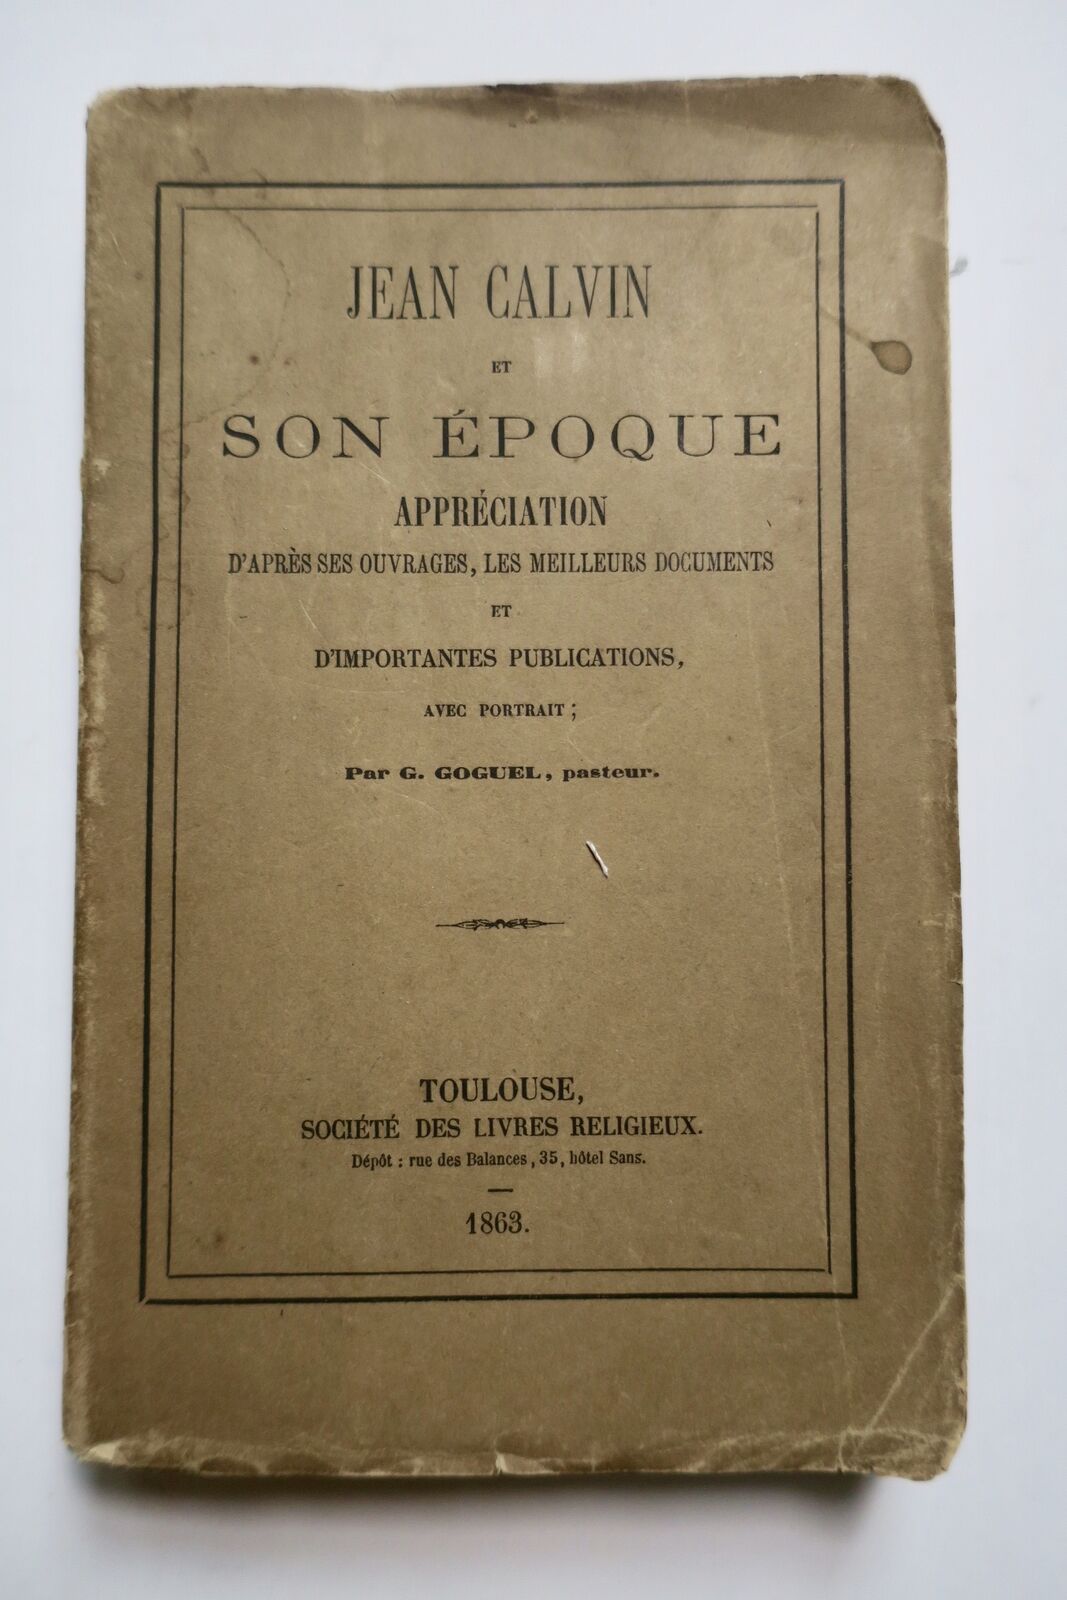 JEAN CALVIN
ET
SON ÉPOQUE
APPRÉCIATION
D'APRÈS SES OUVRAGES, LES MEILLEURS DOCUMENTS
ET
D'IMPORTANTES PUBLICATIONS,
AVEC PORTRAIT ;
Par G. GOGUEL, pasteur.
TOULOUSE,
SOCIÉTÉ DES LIVRES RELIGIEUX.
Dépôt : rue des Balances, 35, hôtel Sans.
1863.